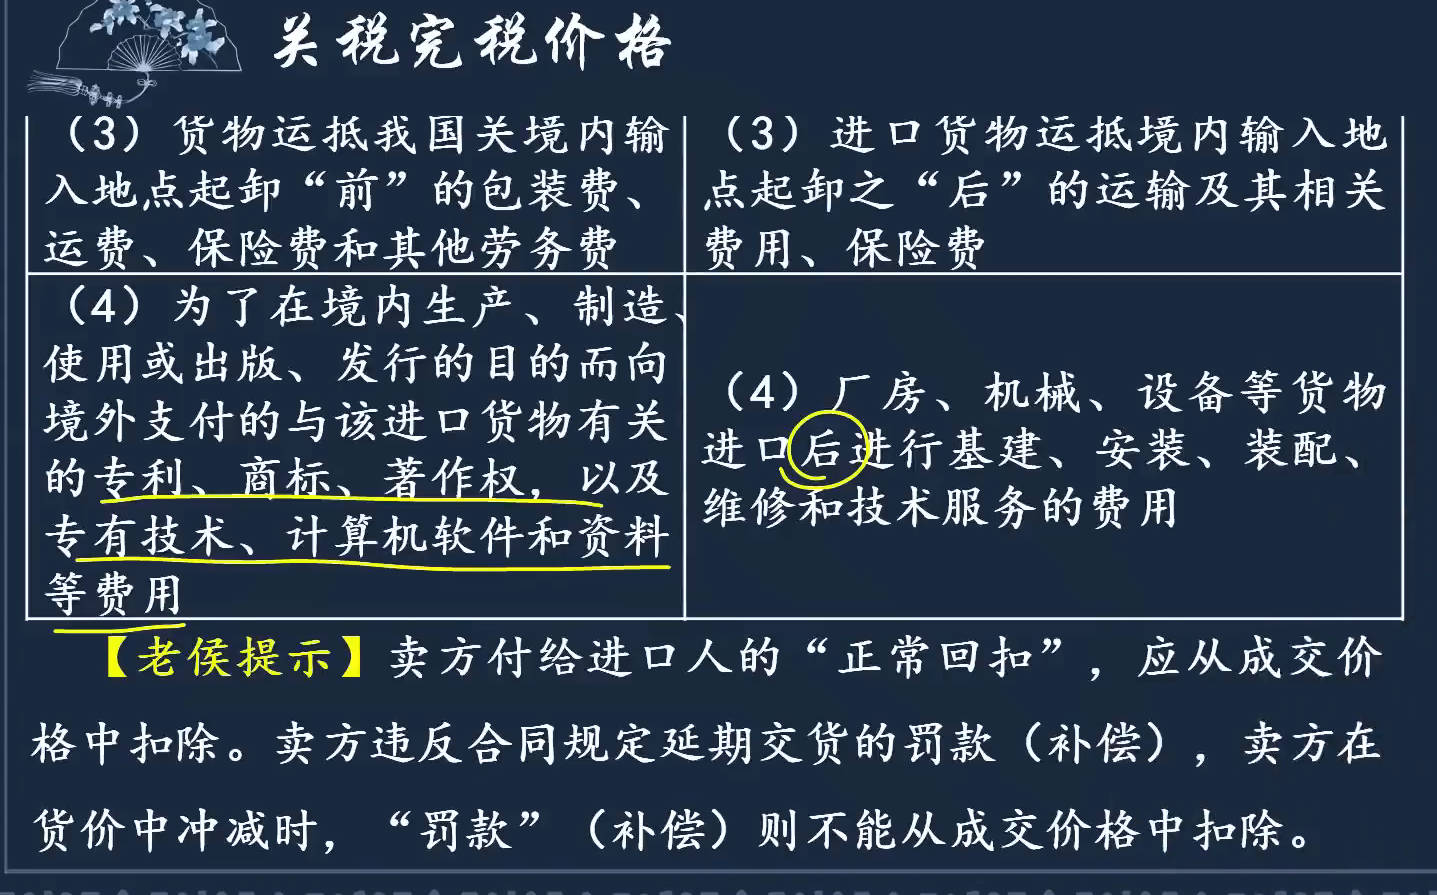 关税完税价格
（3）货物运抵我国关境内输
入地点起卸“前”的包装费、
运费、保险费和其他劳务费
（3）进口货物运抵境内输入地
点起卸之“后”的运输及其相关
费用、保险费
（4）为了在境内生产、制造、
使用或出版、发行的目的而向
境外支付的与该进口货物有关
的专利、商标、著作权，以及
专有技术、计算机软件和资料
等费用
（4）厂房、机械、设备等货物
进口后进行基建、安装、装配、
维修和技术服务的费用
【老侯提示】卖方付给进口人的“正常回扣”，应从成交价
格中扣除。卖方违反合同规定延期交货的罚款（补偿），卖方在
货价中冲减时，“罚款”（补偿）则不能从成交价格中扣除。